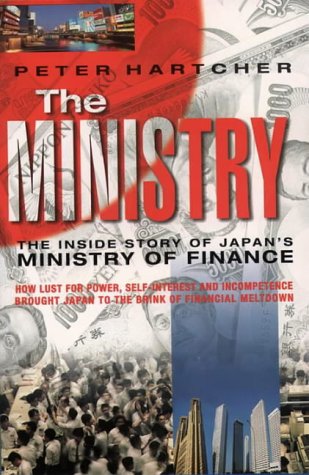 PETER HARTCHER
The
MINISTRY
THE INSIDE STORY OF JAPAN'S
MINISTRY OF FINANCE
HOW LUST FOR POWER, SELF-INTEREST AND INCOMPETENCE
BROUGHT JAPAN TO THE BRINK OF FINANCIAL MELTDOWN